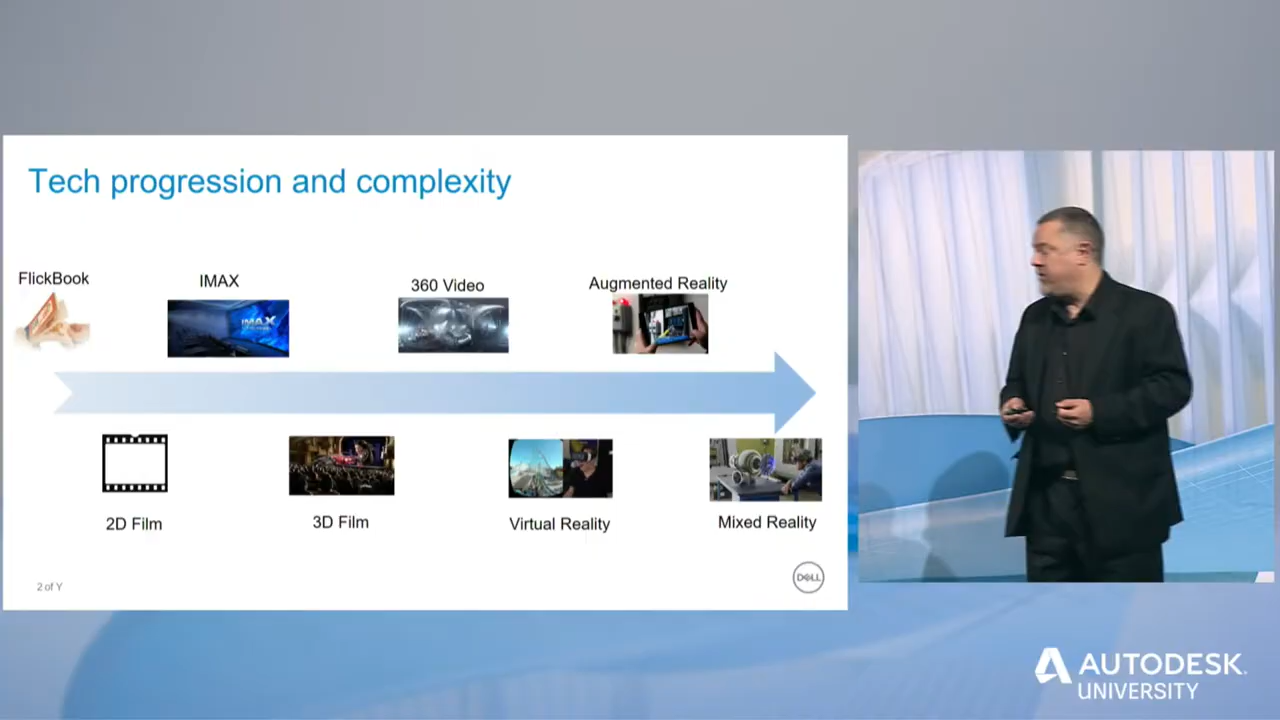 Tech progression and complexity
FlickBook
IMAX
360 Video
Augmented Reality
IMAX
2D Film
3D Film
Virtual Reality
Mixed Reality
2 of Y
DELL
AUTODESK
UNIVERSITY